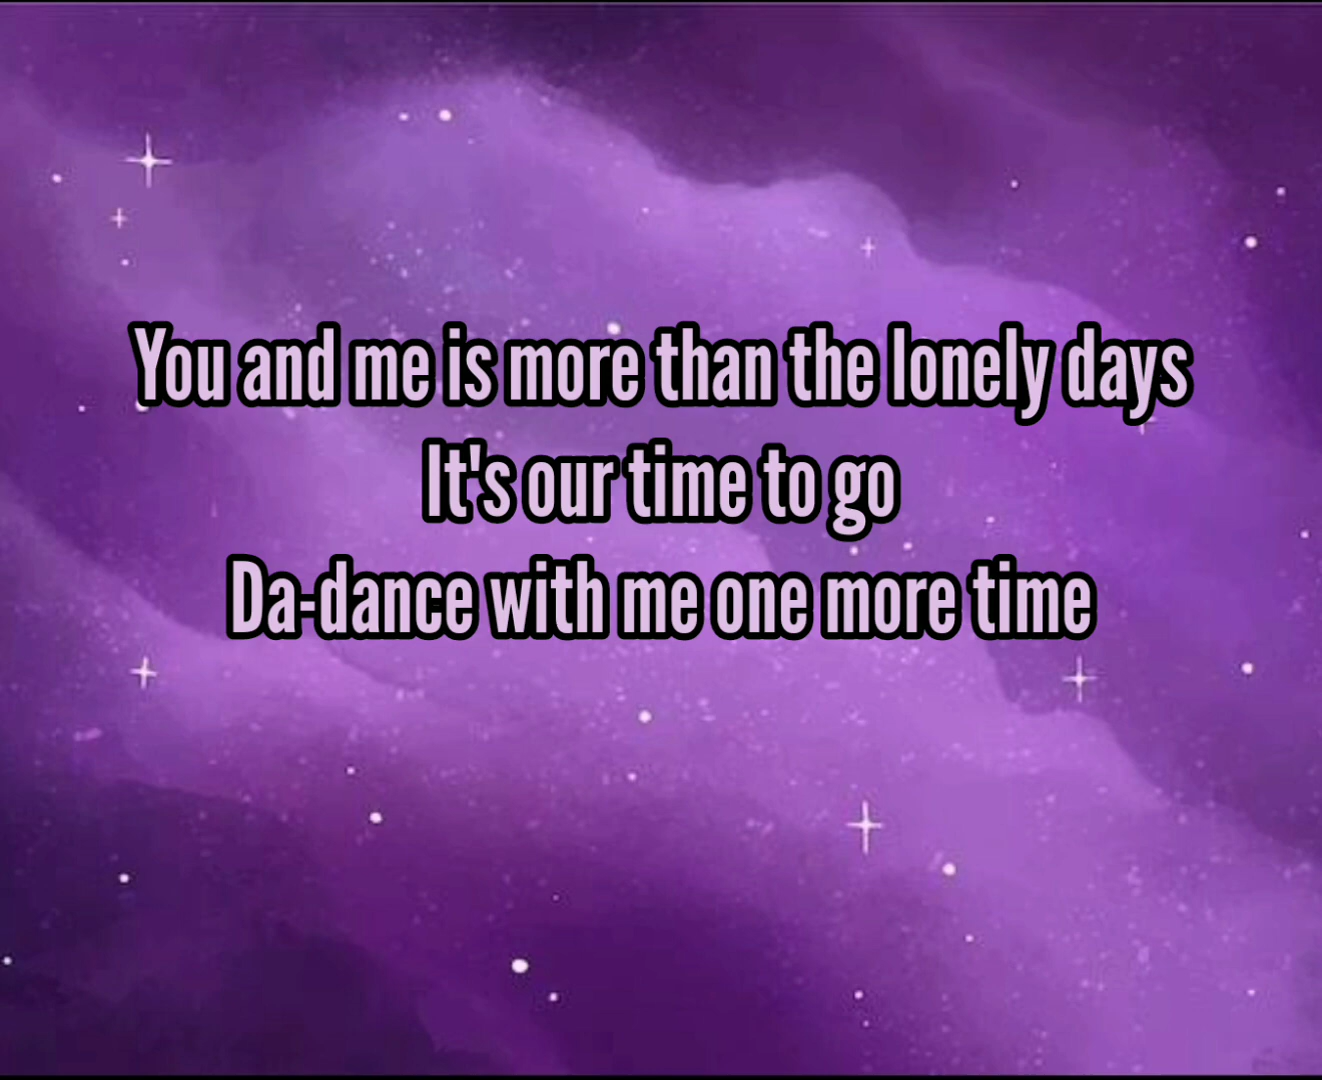 You and me is more than the lonely days
It's our time to go
Da-dance with me one more time